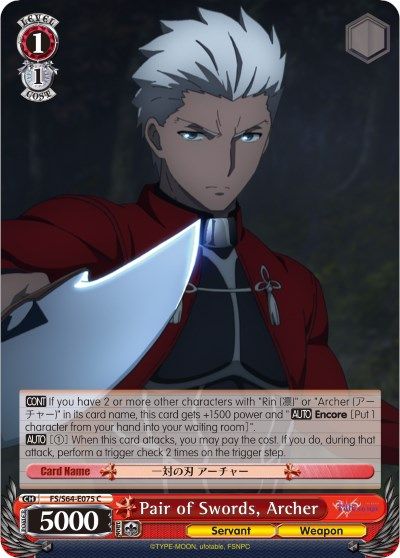 LEVEL
1
1
COST
CONT If you have 2 or more other characters with "Rin (凛)" or "Archer (アー
チャー)" in its card name, this card gets +1500 power and "AUTO Encore [Put 1
character from your hand into your waiting room]".
AUTO [①] When this card attacks, you may pay the cost. If you do, during that
attack, perform a trigger check 2 times on the trigger step.
Card Name 一対の刃 アーチャー
CH FS/S64-E075 C Pair of Swords, Archer
POWER 5000 SOUL Servant Weapon
©TYPE-MOON, ufotable, FSNPC